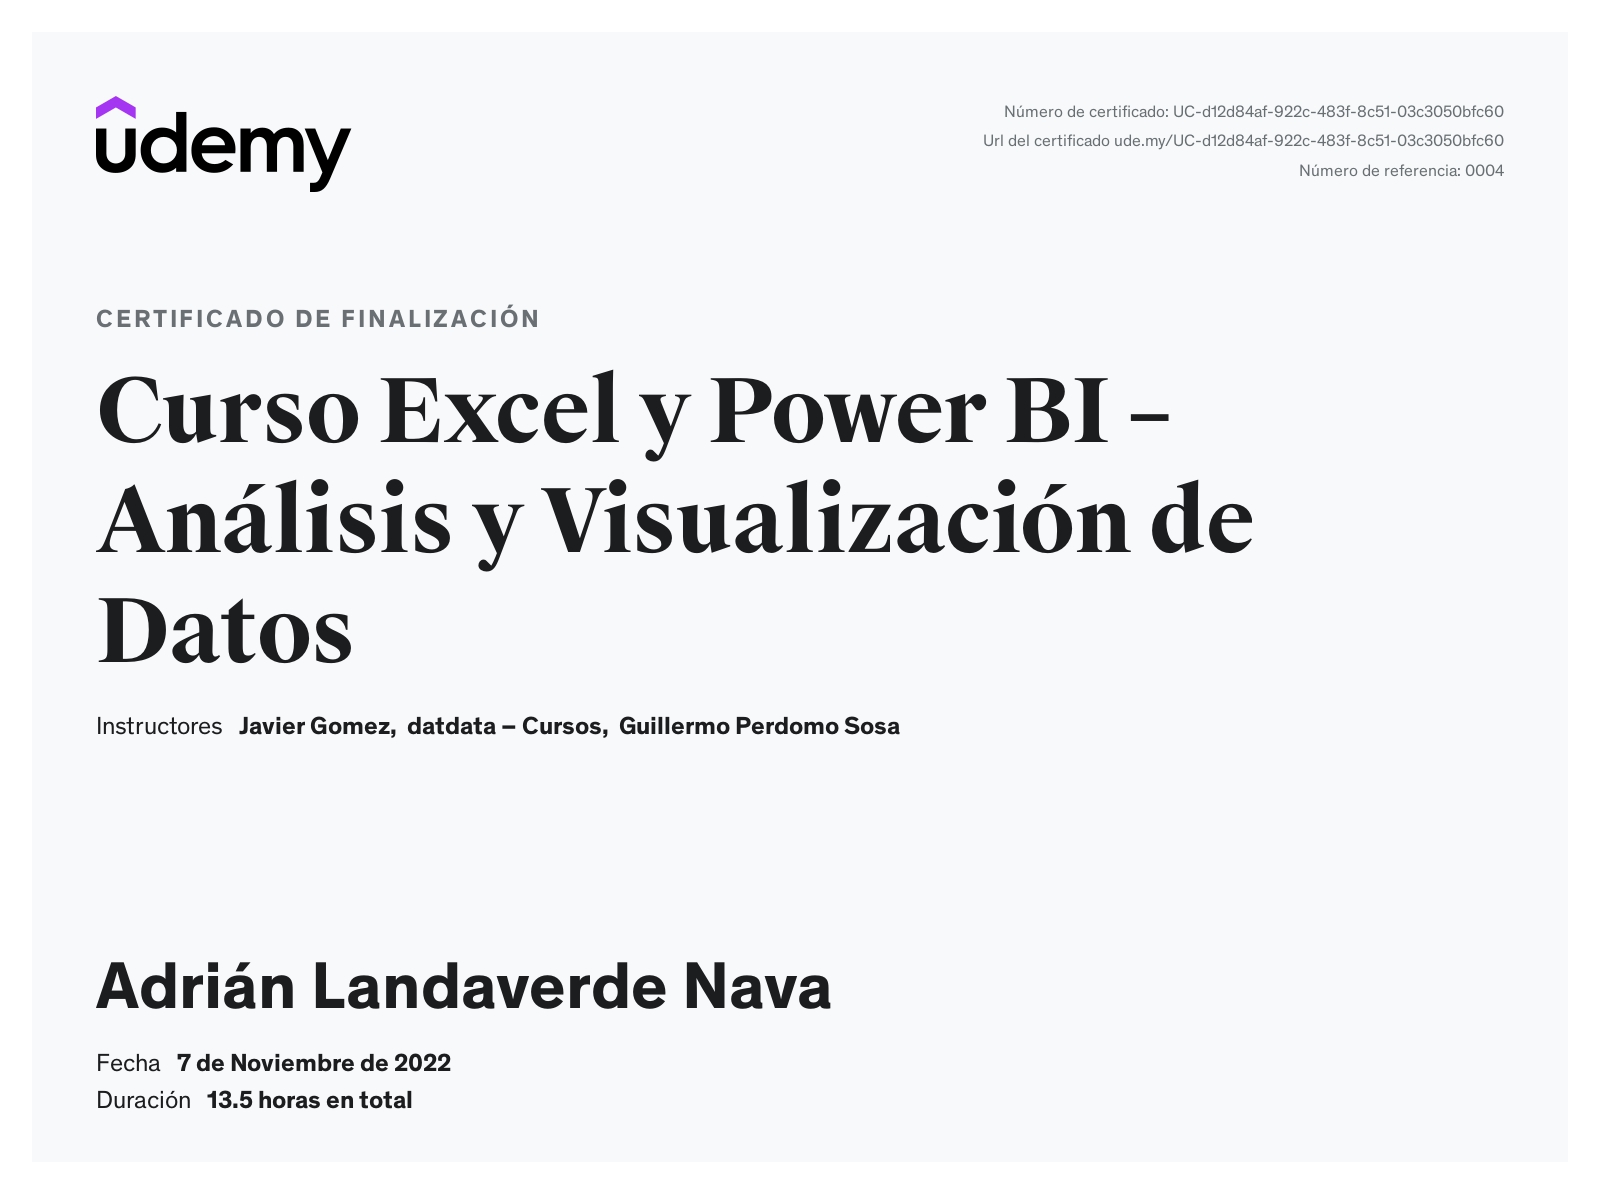 udemy
Número de certificado: UC-d12d84af-922c-483f-8c51-03c3050bfc60
Url del certificado ude.my/UC-d12d84af-922c-483f-8c51-03c3050bfc60
Número de referencia: 0004
CERTIFICADO DE FINALIZACIÓN
Curso Excel y Power BI –
Análisis y Visualización de
Datos
Instructores Javier Gomez, datdata – Cursos, Guillermo Perdomo Sosa
Adrián Landaverde Nava
Fecha 7 de Noviembre de 2022
Duración 13.5 horas en total